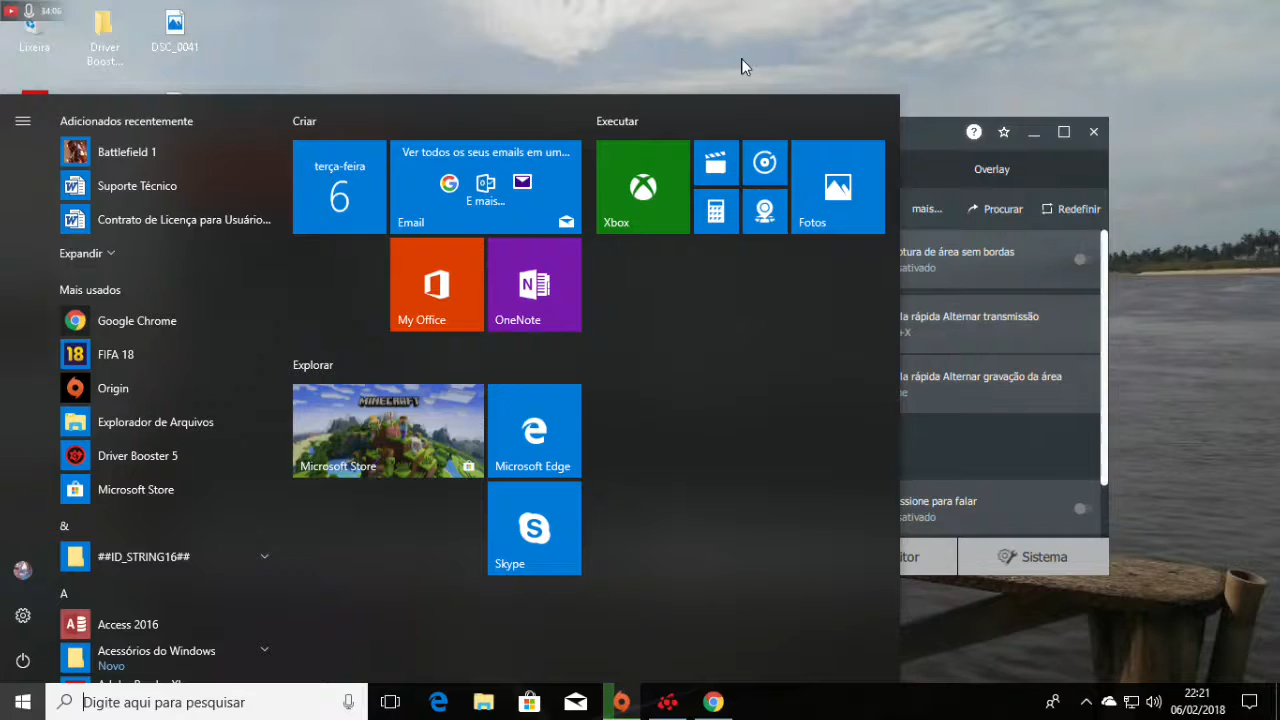 34:06
Lixeira
Driver
Boost...
DSC_0041
Adicionados recentemente
Battlefield 1
Suporte Técnico
Contrato de Licença para Usuário...
Expandir
Mais usados
Google Chrome
FIFA 18
Origin
Explorador de Arquivos
Driver Booster 5
Microsoft Store
&
##ID_STRING16##
A
Access 2016
Acessórios do Windows
Novo
Criar
terça-feira
6
Ver todos os seus emails em um...
E mais...
Email
My Office
OneNote
Explorar
MINECRAFT
Microsoft Store
Microsoft Edge
Skype
Executar
Xbox
Fotos
Overlay
mais...
Procurar
Redefinir
ptura de área sem bordas
sativado
la rápida Alternar transmissão
+X
la rápida Alternar gravação da área
pe
ssione para falar
sativado
itor
Sistema
Digite aqui para pesquisar
22:21
06/02/2018